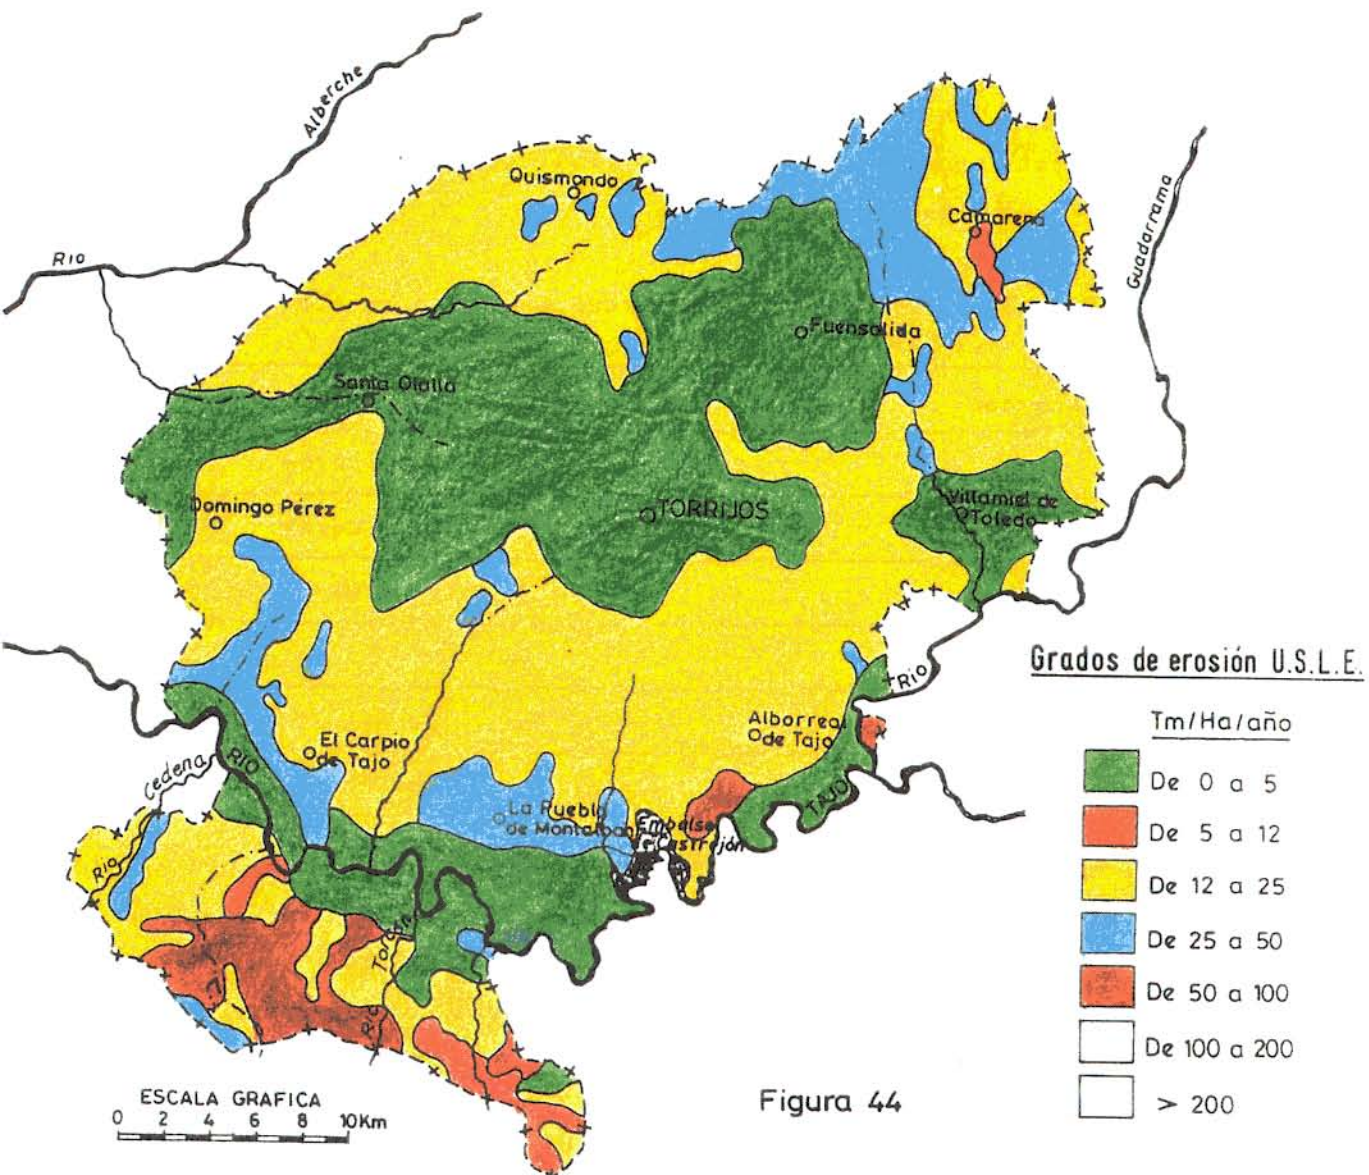 Alberche
Quismondo
Camarena
Guadarrama
RIO
Fuensalida
Santa Olalla
Domingo Pérez
TORRIJOS
Villamiel de
Toledo
RIO
Alborreal
de Tajo
TAJO
El Carpio
de Tajo
RIO
Cedena
Rio
La Puebla
de Montalban
Embalse
de Castrejón
Torcón
Rio
Grados de erosión U.S.L.E.
Tm/Ha/año
De 0 a 5
De 5 a 12
De 12 a 25
De 25 a 50
De 50 a 100
De 100 a 200
> 200
ESCALA GRAFICA
0 2 4 6 8 10Km
Figura 44